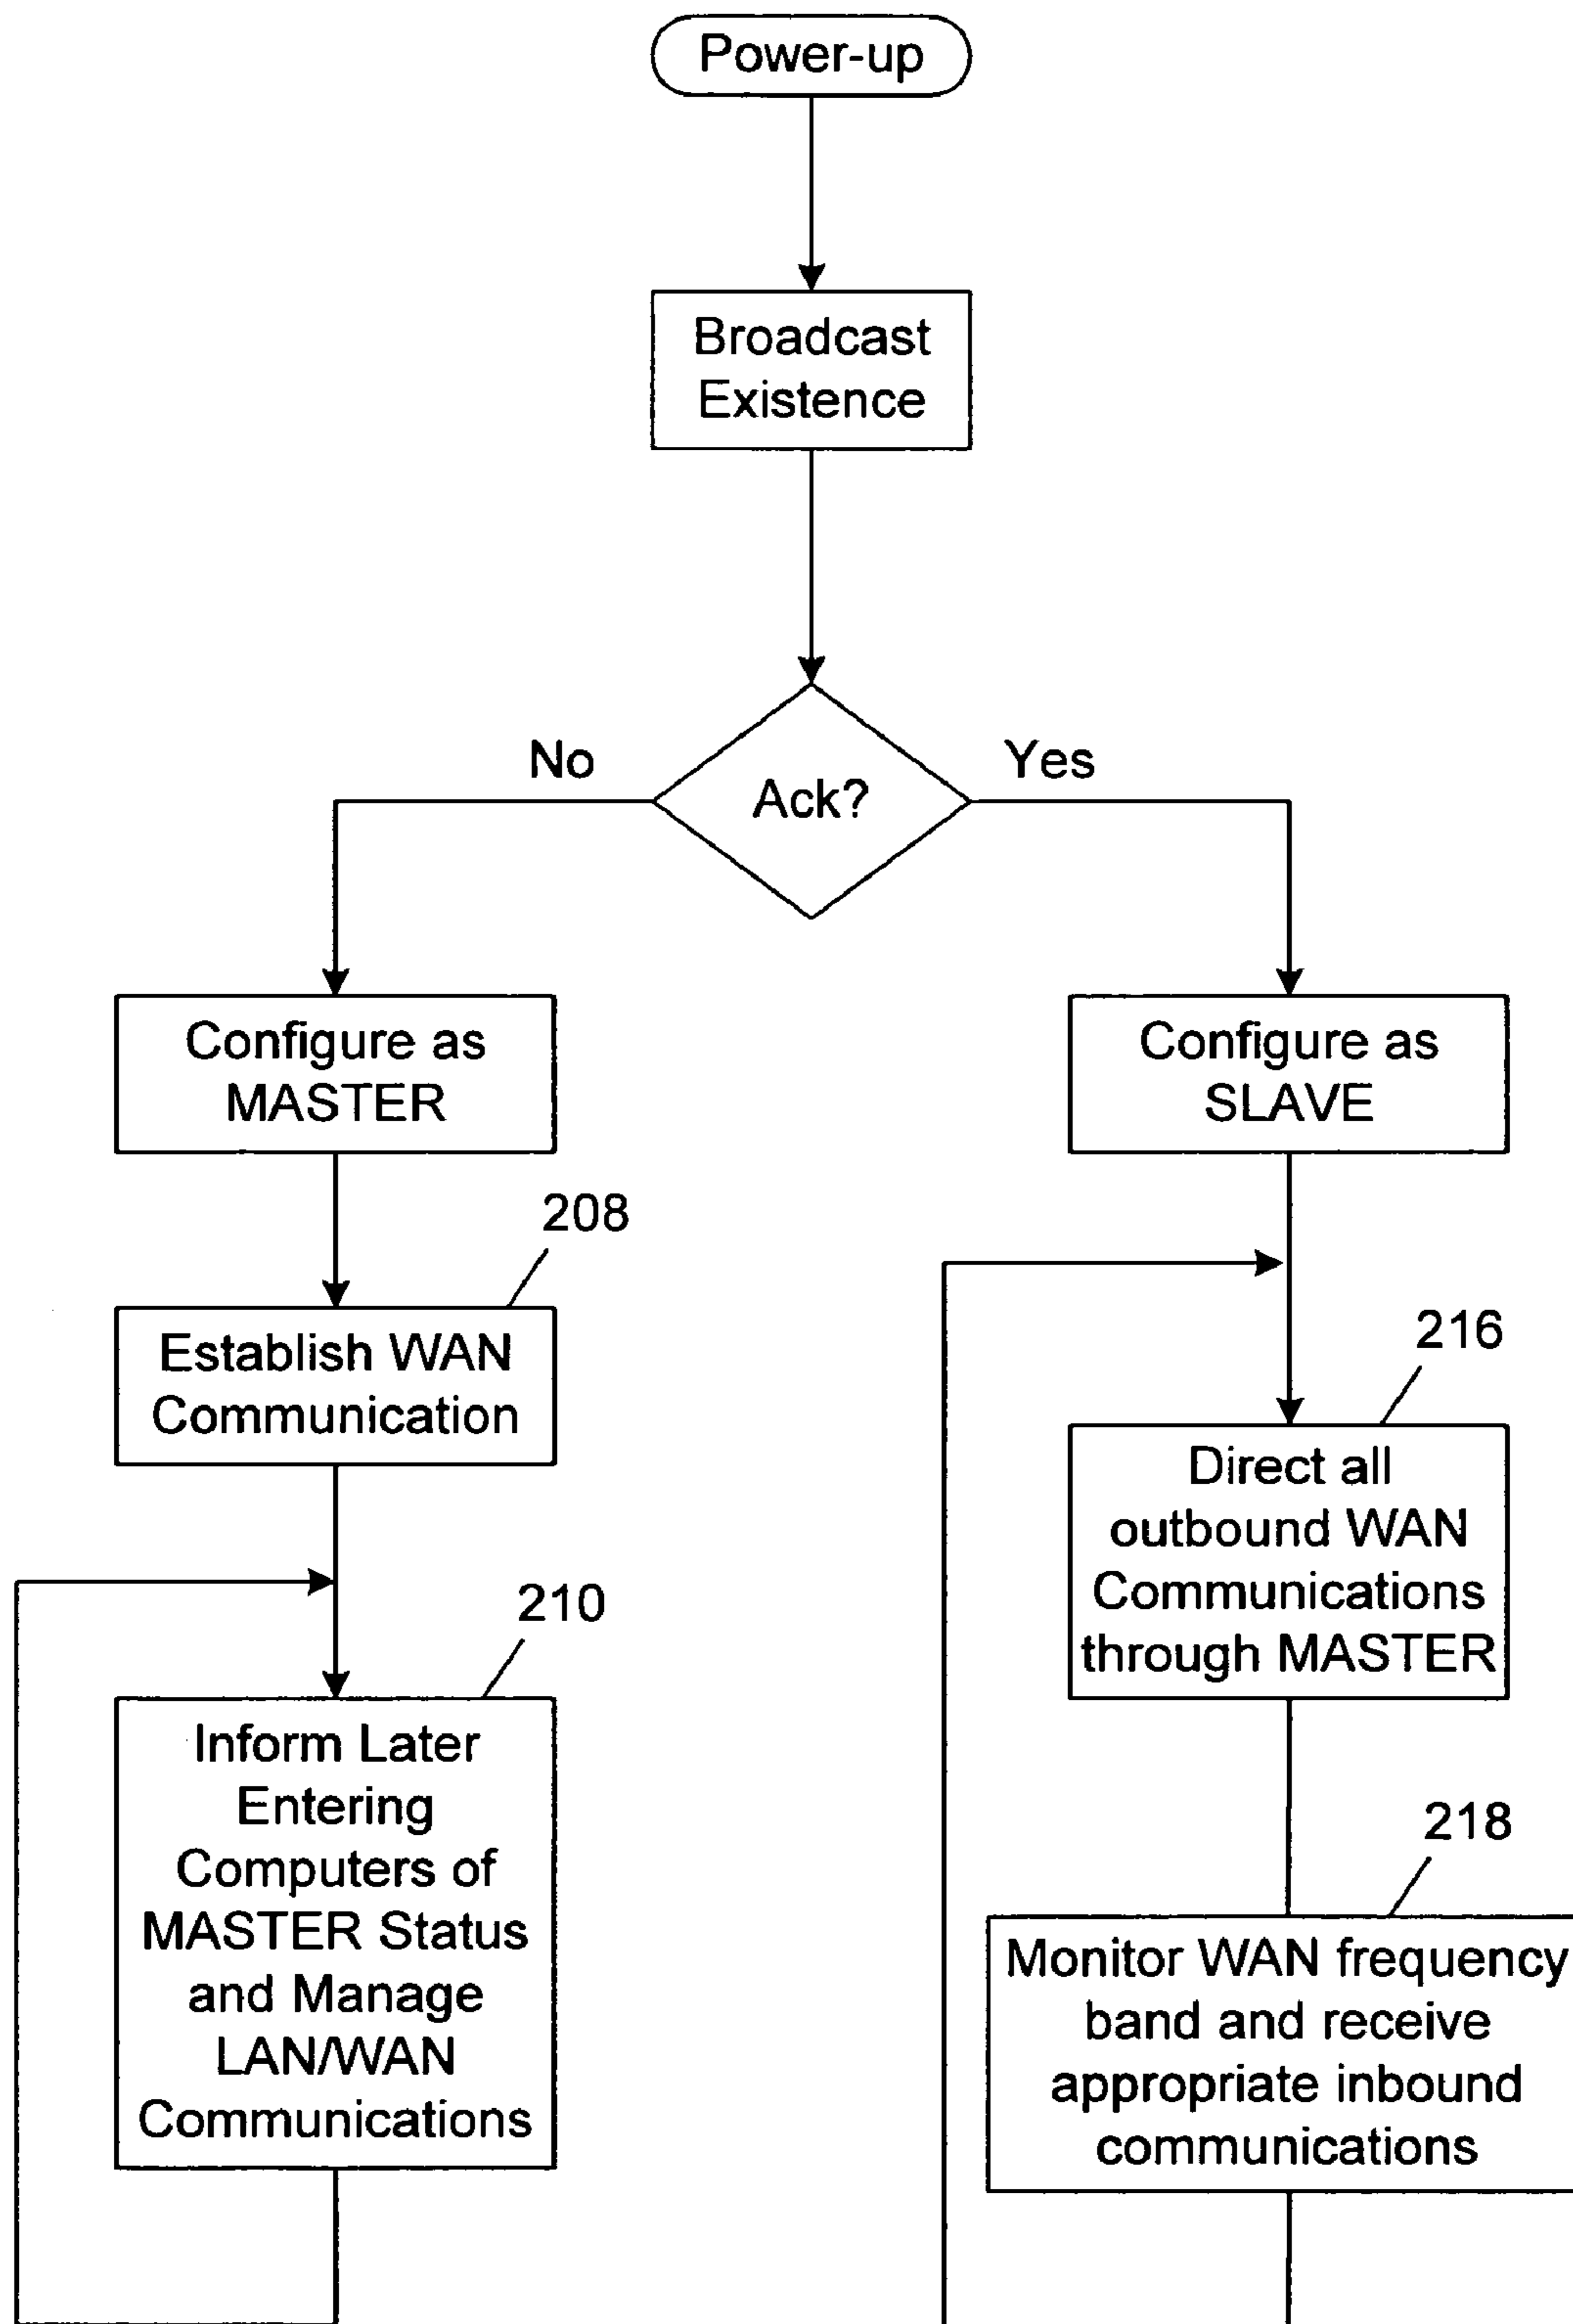 Power-up
Broadcast
Existence
Ack?
No
Yes
Configure as
MASTER
208
Establish WAN
Communication
210
Inform Later
Entering
Computers of
MASTER Status
and Manage
LAN/WAN
Communications
Configure as
SLAVE
216
Direct all
outbound WAN
Communications
through MASTER
218
Monitor WAN frequency
band and receive
appropriate inbound
communications